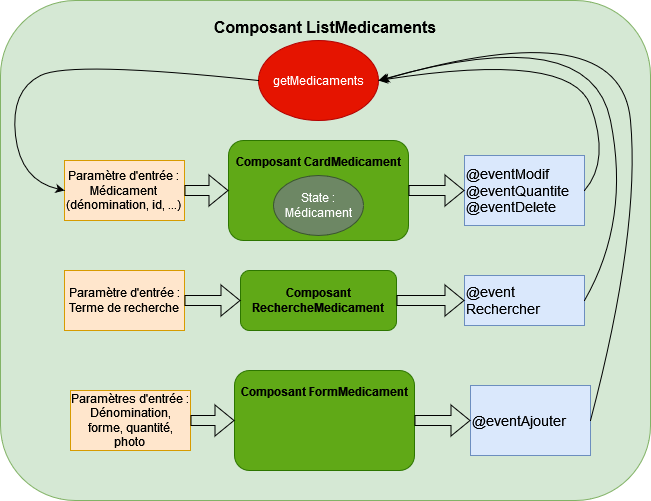 Composant ListMedicaments
getMedicaments
Paramètre d'entrée :
Médicament
(dénomination, id, ...)
Composant CardMedicament
State :
Médicament
@eventModif
@eventQuantite
@eventDelete
Paramètre d'entrée :
Terme de recherche
Composant
RechercheMedicament
@event
Rechercher
Paramètres d'entrée :
Dénomination,
forme, quantité,
photo
Composant FormMedicament
@eventAjouter